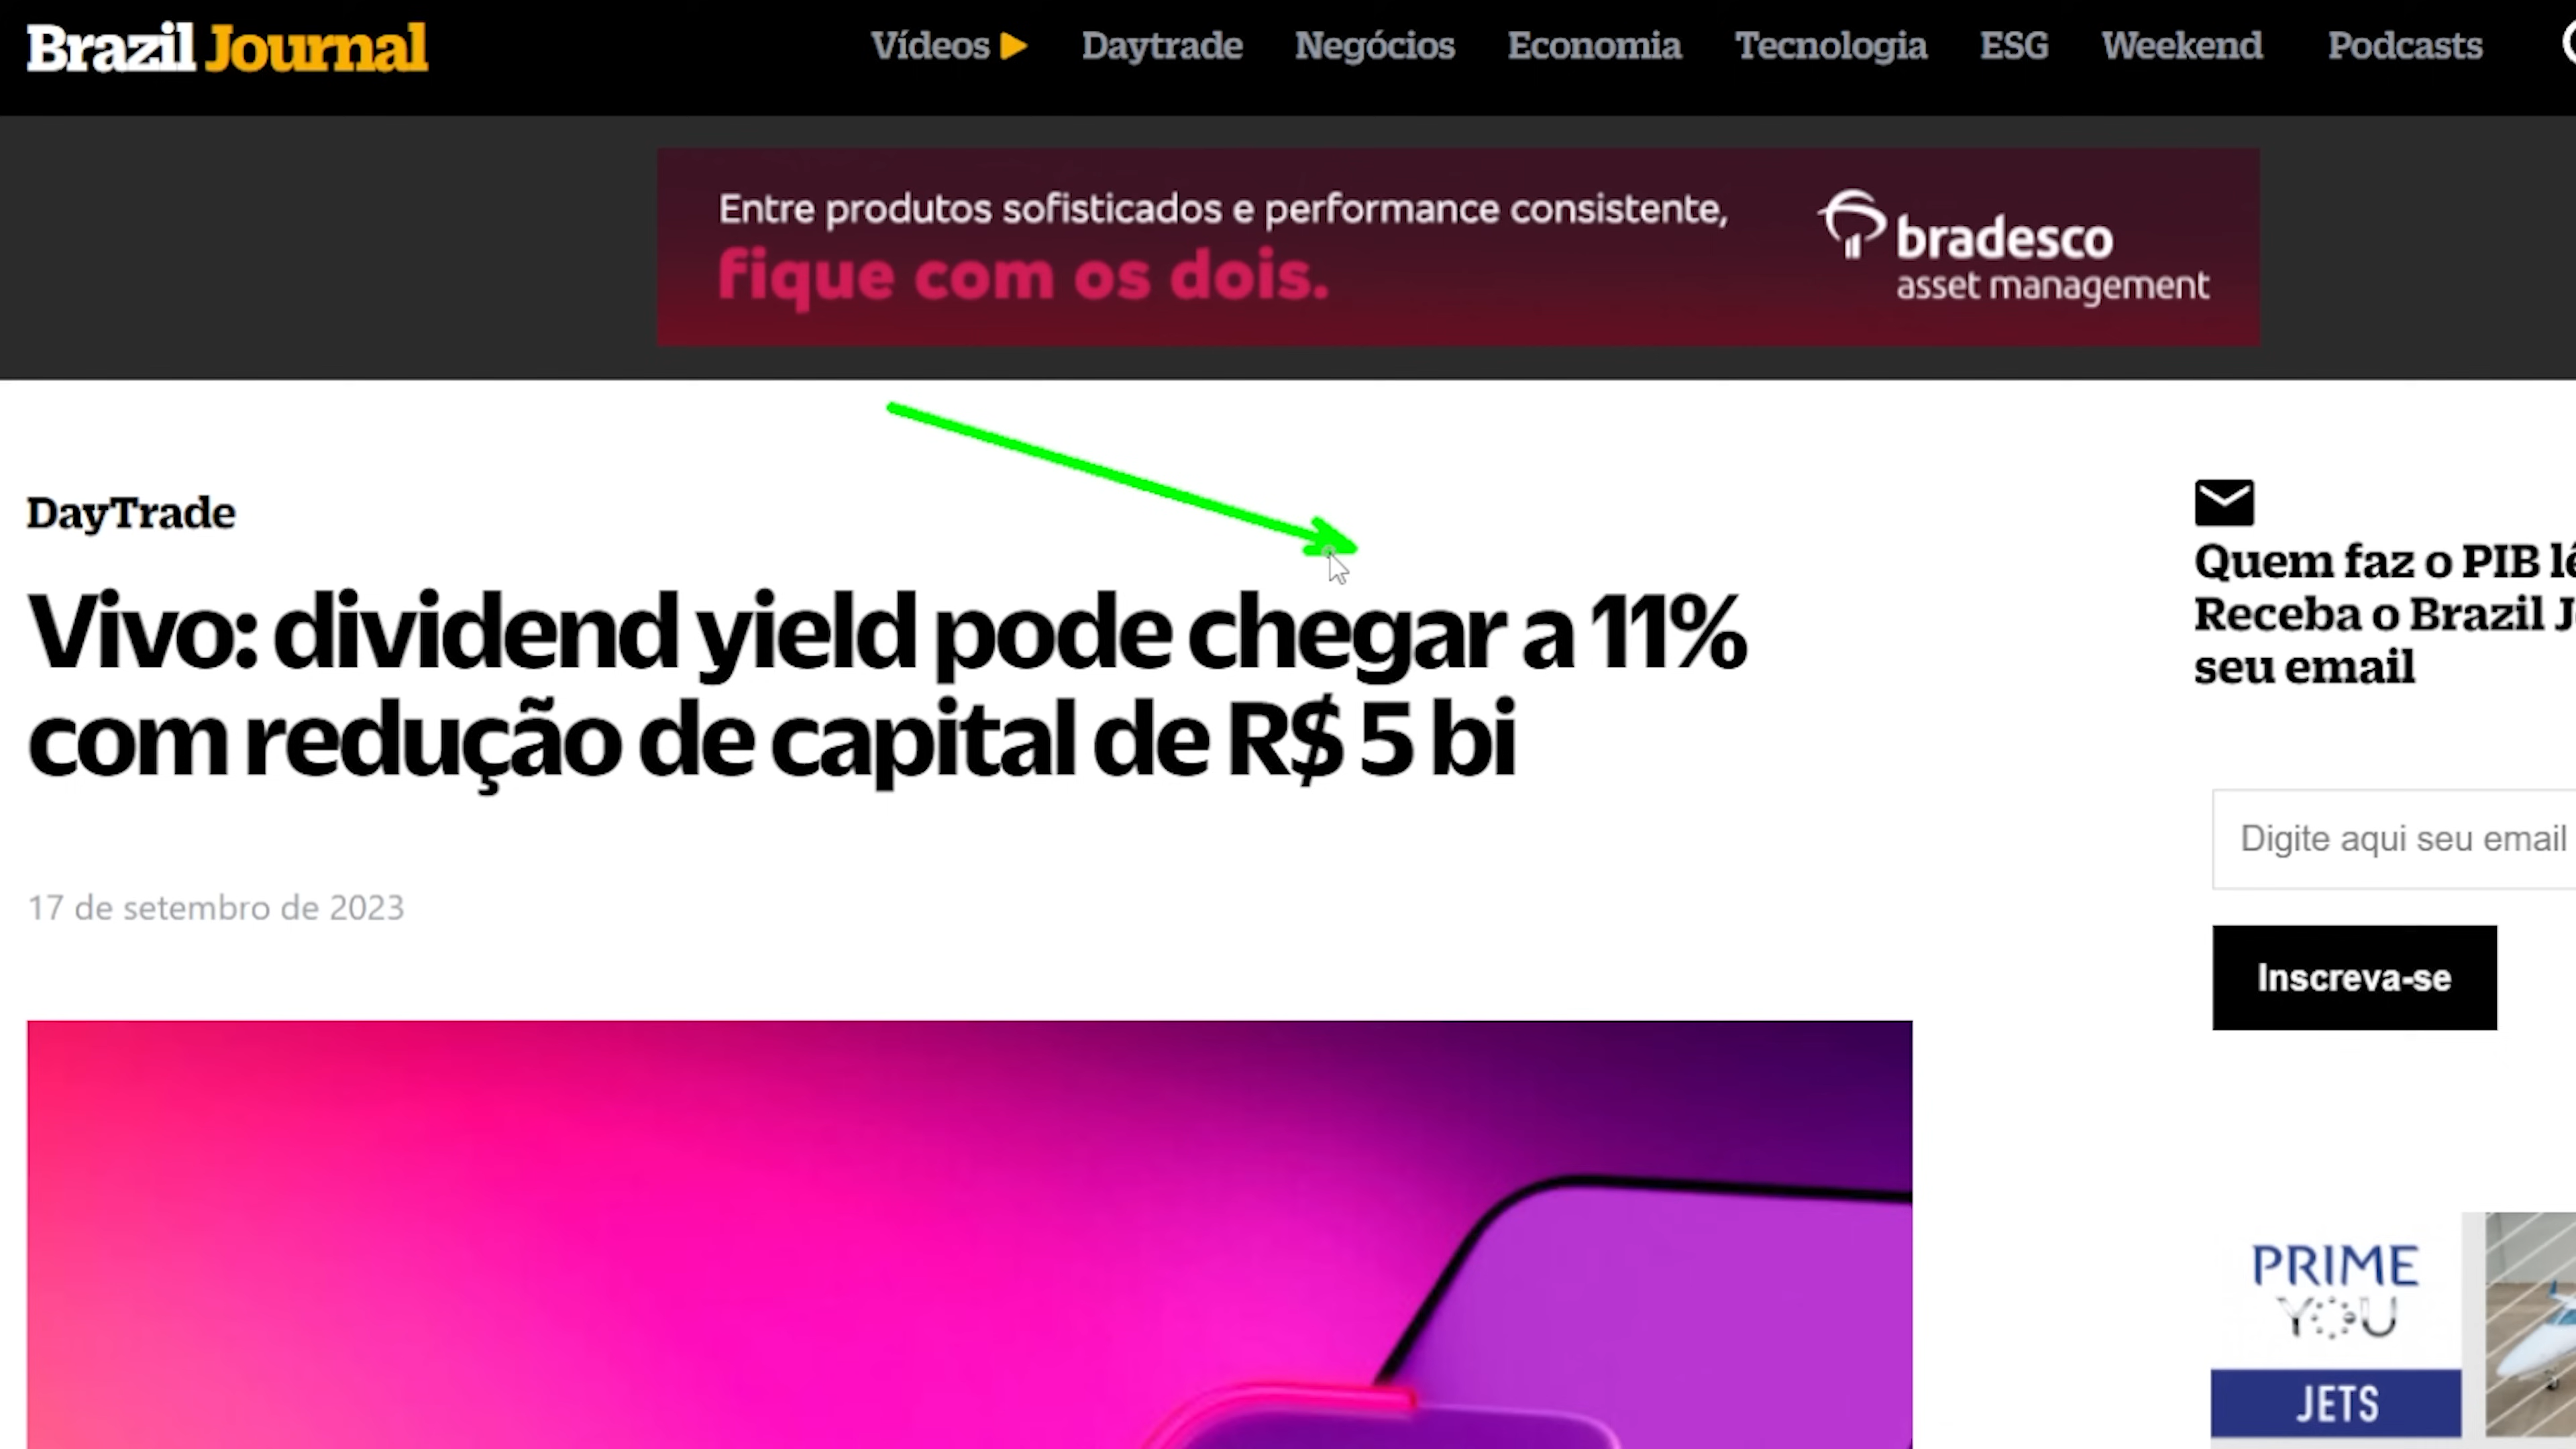 Brazil Journal
Vídeos Daytrade Negócios Economia Tecnologia ESG Weekend Podcasts
Entre produtos sofisticados e performance consistente,
fique com os dois.
bradesco
asset management
DayTrade
Vivo: dividend yield pode chegar a 11%
com redução de capital de R$ 5 bi
17 de setembro de 2023
Quem faz o PIB
Receba o Brazil
seu email
Digite aqui seu email
Inscreva-se
PRIME
YOU
JETS